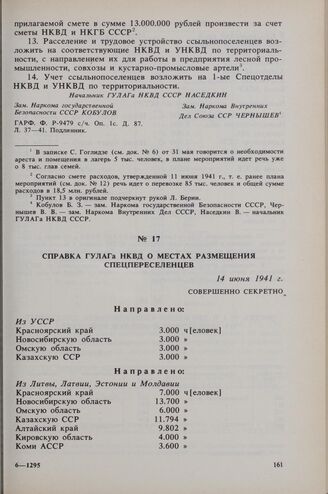 прилагаемой смете в сумме 13.000.000 рублей произвести за счет
сметы НКВД и НКГБ СССР².
13. Расселение и трудовое устройство ссыльнопоселенцев воз-
ложить на соответствующие НКВД и УНКВД по территориаль-
ности, с направлением их для работы в предприятия лесной про-
мышленности, совхозы и кустарно-промысловые артели³.
14. Учет ссыльнопоселенцев возложить на 1-ые Спецотделы
НКВД и УНКВД по территориальности.
Начальник ГУЛАГа НКВД СССР НАСЕДКИН
Зам. Наркома государственной
Безопасности СССР КОБУЛОВ
Зам. Наркома Внутренних
Дел Союза ССР ЧЕРНЫШЕВ⁴
ГАРФ. Ф. Р-9479 с/ч. Оп. 1с. Д. 87.
Л. 37—41. Подлинник.
¹ В записке С. Гоглидзе (см. док. № 6) от 31 мая говорится о необходимости
ареста и помещения в лагерь 5 тыс. человек, в плане мероприятий идет речь уже
о 8 тыс. глав семей.
² Согласно смете расходов, утвержденной 11 июня 1941 г., т. е. ранее плана
мероприятий (см. док. № 12) речь идет о перевозке 85 тыс. человек и общей сумме
расходов в 18,5 млн. рублей.
³ Пункт 13 в оригинале подчеркнут рукой Л. Берии.
⁴ Кобулов Б. З. — зам. Наркома государственной Безопасности СССР, Чер-
нышев В. В. — зам. Наркома Внутренних Дел СССР, Наседкин В. — начальник
ГУЛАГа НКВД СССР.
№ 17
СПРАВКА ГУЛАГа НКВД О МЕСТАХ РАЗМЕЩЕНИЯ
СПЕЦПЕРЕСЕЛЕНЦЕВ
14 июня 1941 г.
СОВЕРШЕННО СЕКРЕТНО
Направлено:
Из УССР
Красноярский край 3.000 ч[еловек]
Новосибирскую область 3.000 »
Омскую область 3.000 »
Казахскую ССР 3.000 »
Направлено:
Из Литвы, Латвии, Эстонии и Молдавии
Красноярский край 7.000 ч[еловек]
Новосибирскую область 13.700 »
Омскую область 6.000 »
Казахскую ССР 11.794 »
Алтайский край 9.802 »
Кировскую область 4.000 »
Коми АССР 3.600 »
6—1295 161